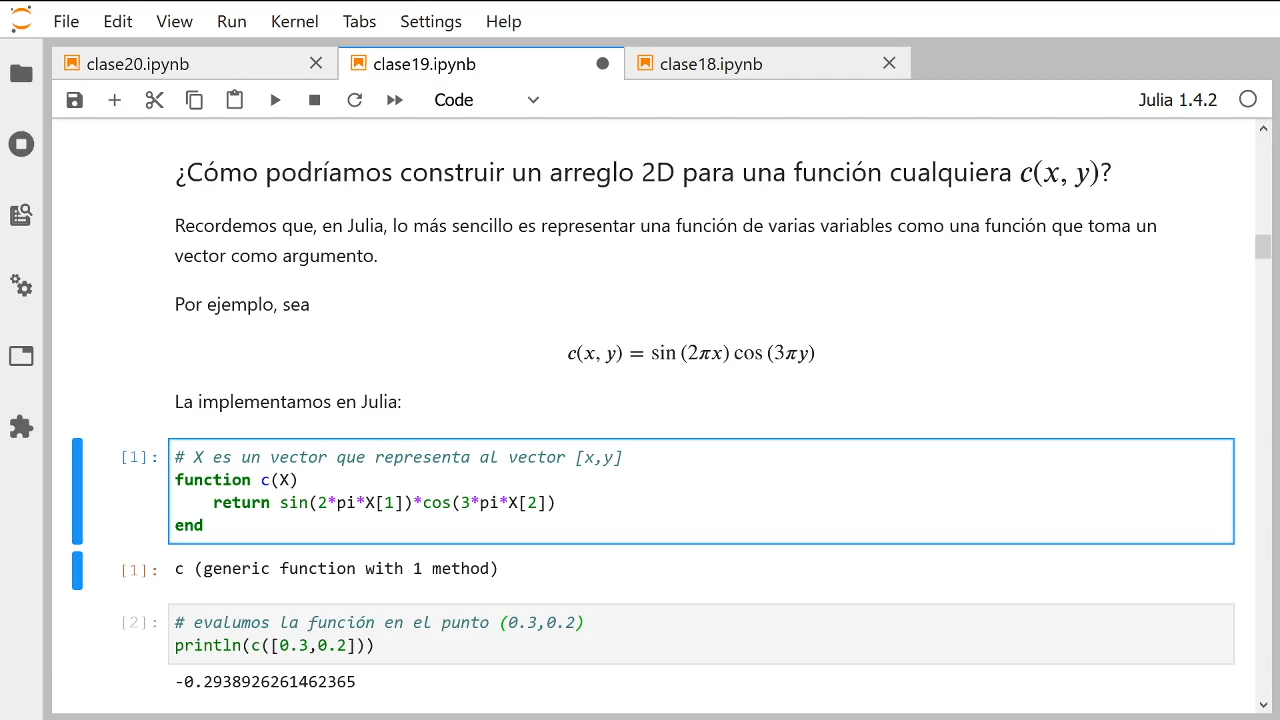 File Edit View Run Kernel Tabs Settings Help
clase20.ipynb clase19.ipynb clase18.ipynb
Code Julia 1.4.2
¿Cómo podríamos construir un arreglo 2D para una función cualquiera c(x, y)?
Recordemos que, en Julia, lo más sencillo es representar una función de varias variables como una función que toma un
vector como argumento.
Por ejemplo, sea
c(x, y) = sin (2πx) cos (3πy)
La implementamos en Julia:
[1]: # X es un vector que representa al vector [x,y]
function c(X)
    return sin(2*pi*X[1])*cos(3*pi*X[2])
end
[1]: c (generic function with 1 method)
[2]: # evalumos la función en el punto (0.3,0.2)
println(c([0.3,0.2]))
-0.2938926261462365